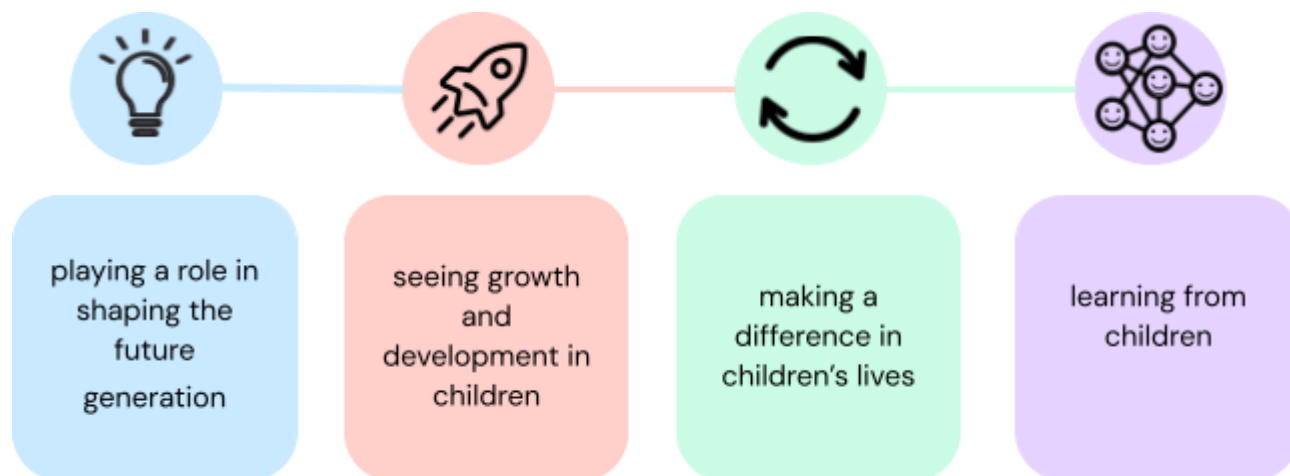 playing a role in
shaping the
future
generation
seeing growth
and
development in
children
making a
difference in
children's lives
learning from
children